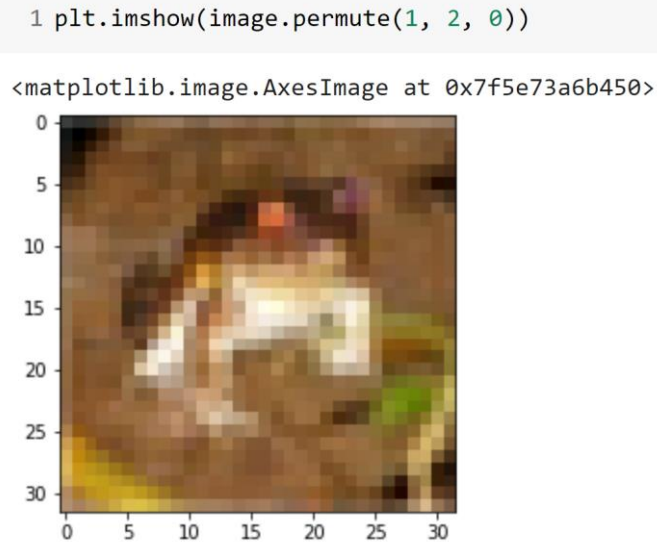 1 plt.imshow(image.permute(1, 2, 0))
<matplotlib.image.AxesImage at 0x7f5e73a6b450>
0
5
10
15
20
25
30
0 5 10 15 20 25 30